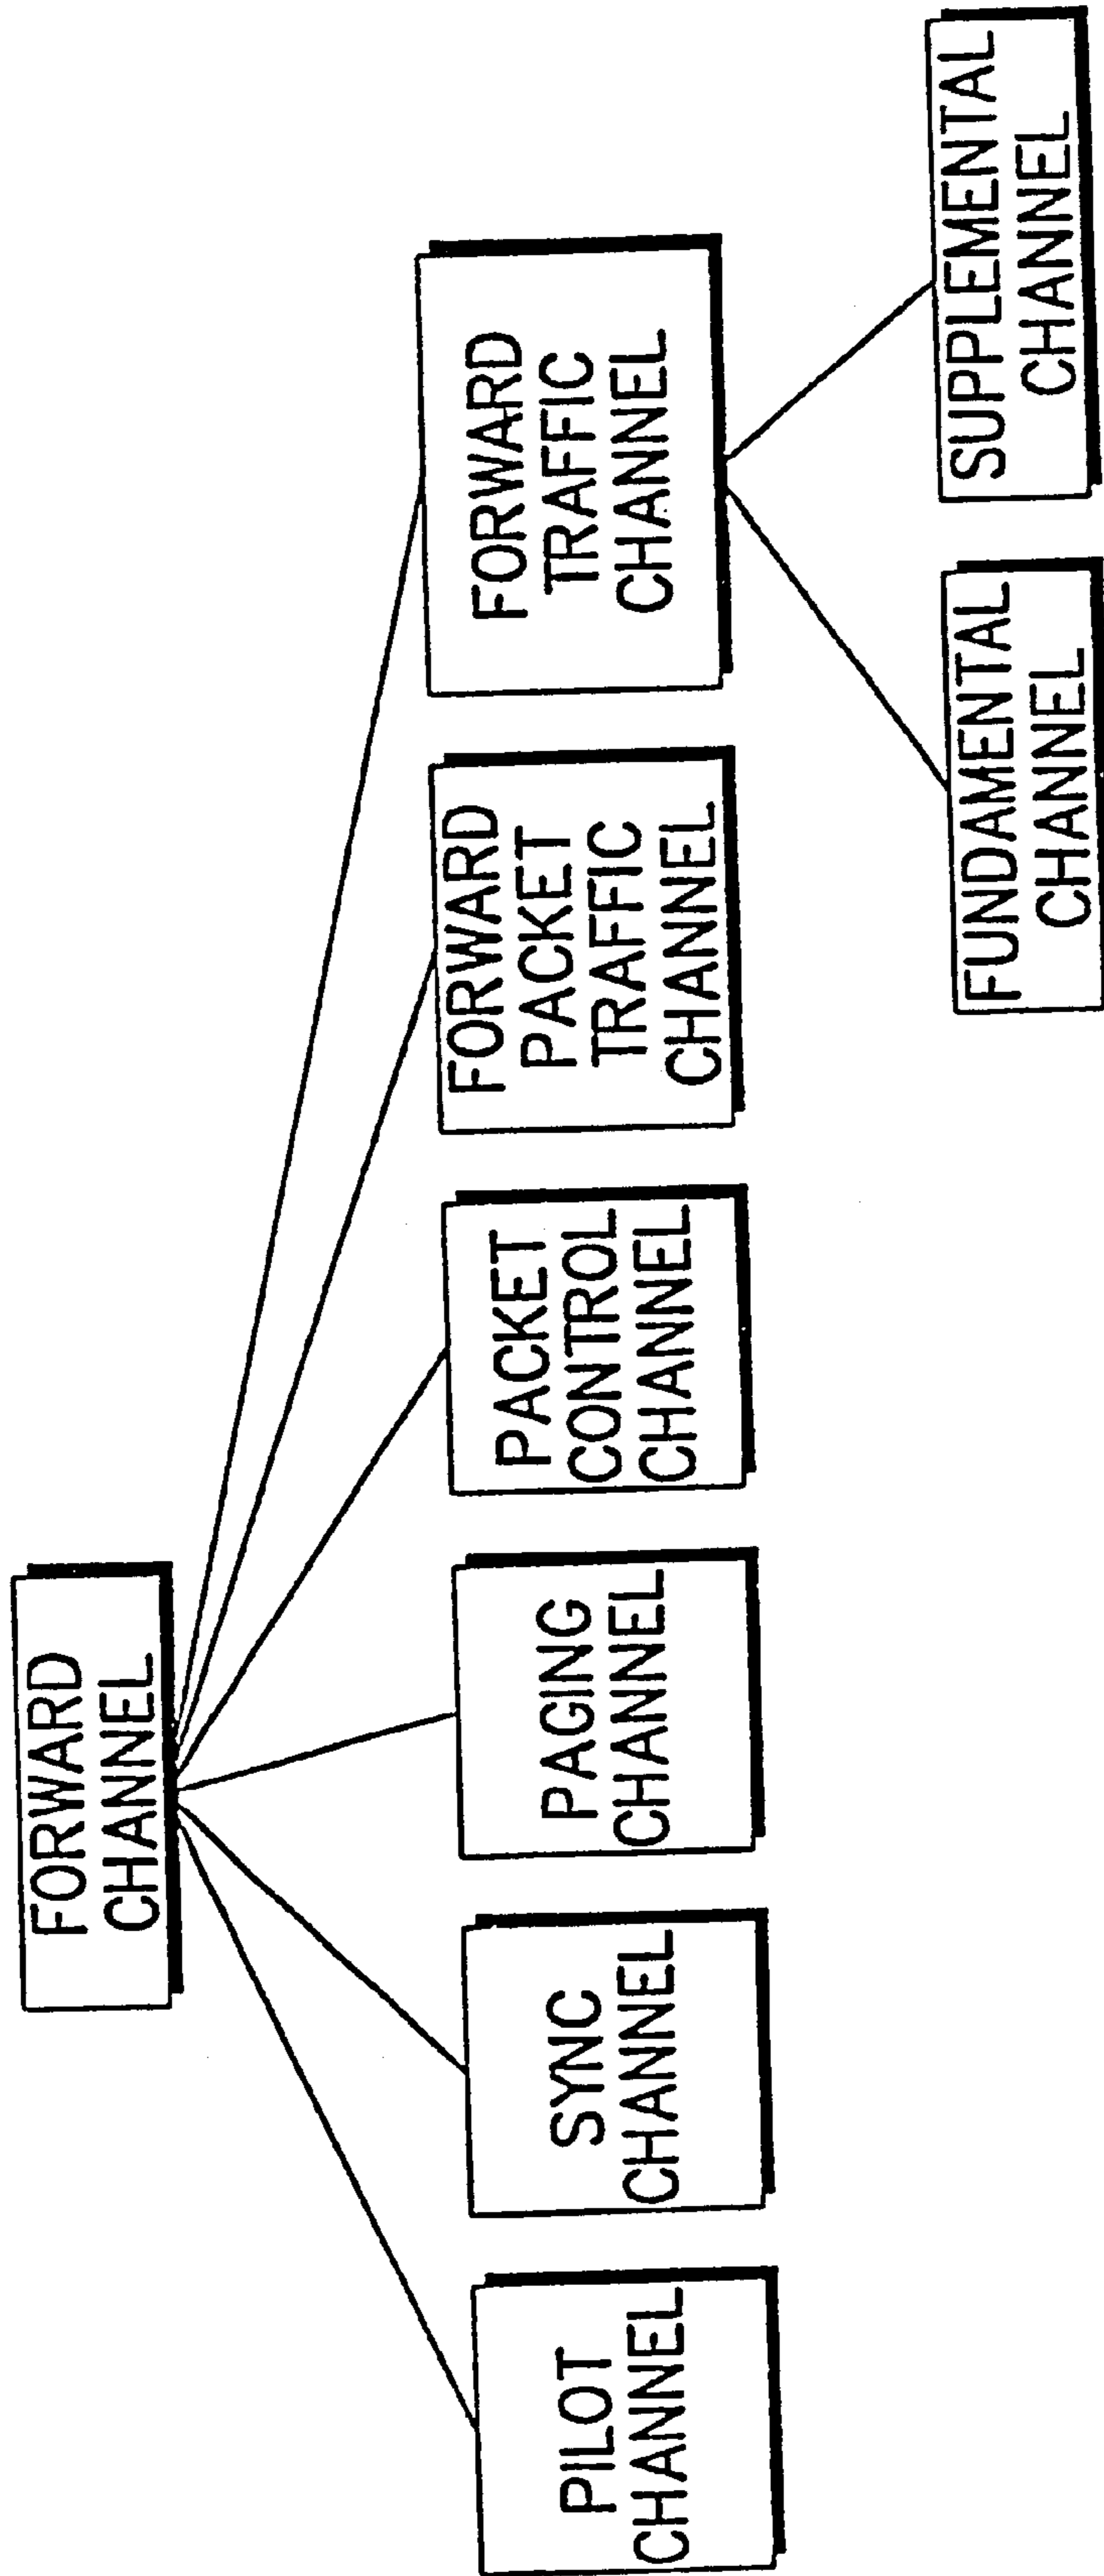 FORWARD
CHANNEL
PILOT
CHANNEL
SYNC
CHANNEL
PAGING
CHANNEL
PACKET
CONTROL
CHANNEL
FORWARD
PACKET
TRAFFIC
CHANNEL
FORWARD
TRAFFIC
CHANNEL
FUNDAMENTAL
CHANNEL
SUPPLEMENTAL
CHANNEL